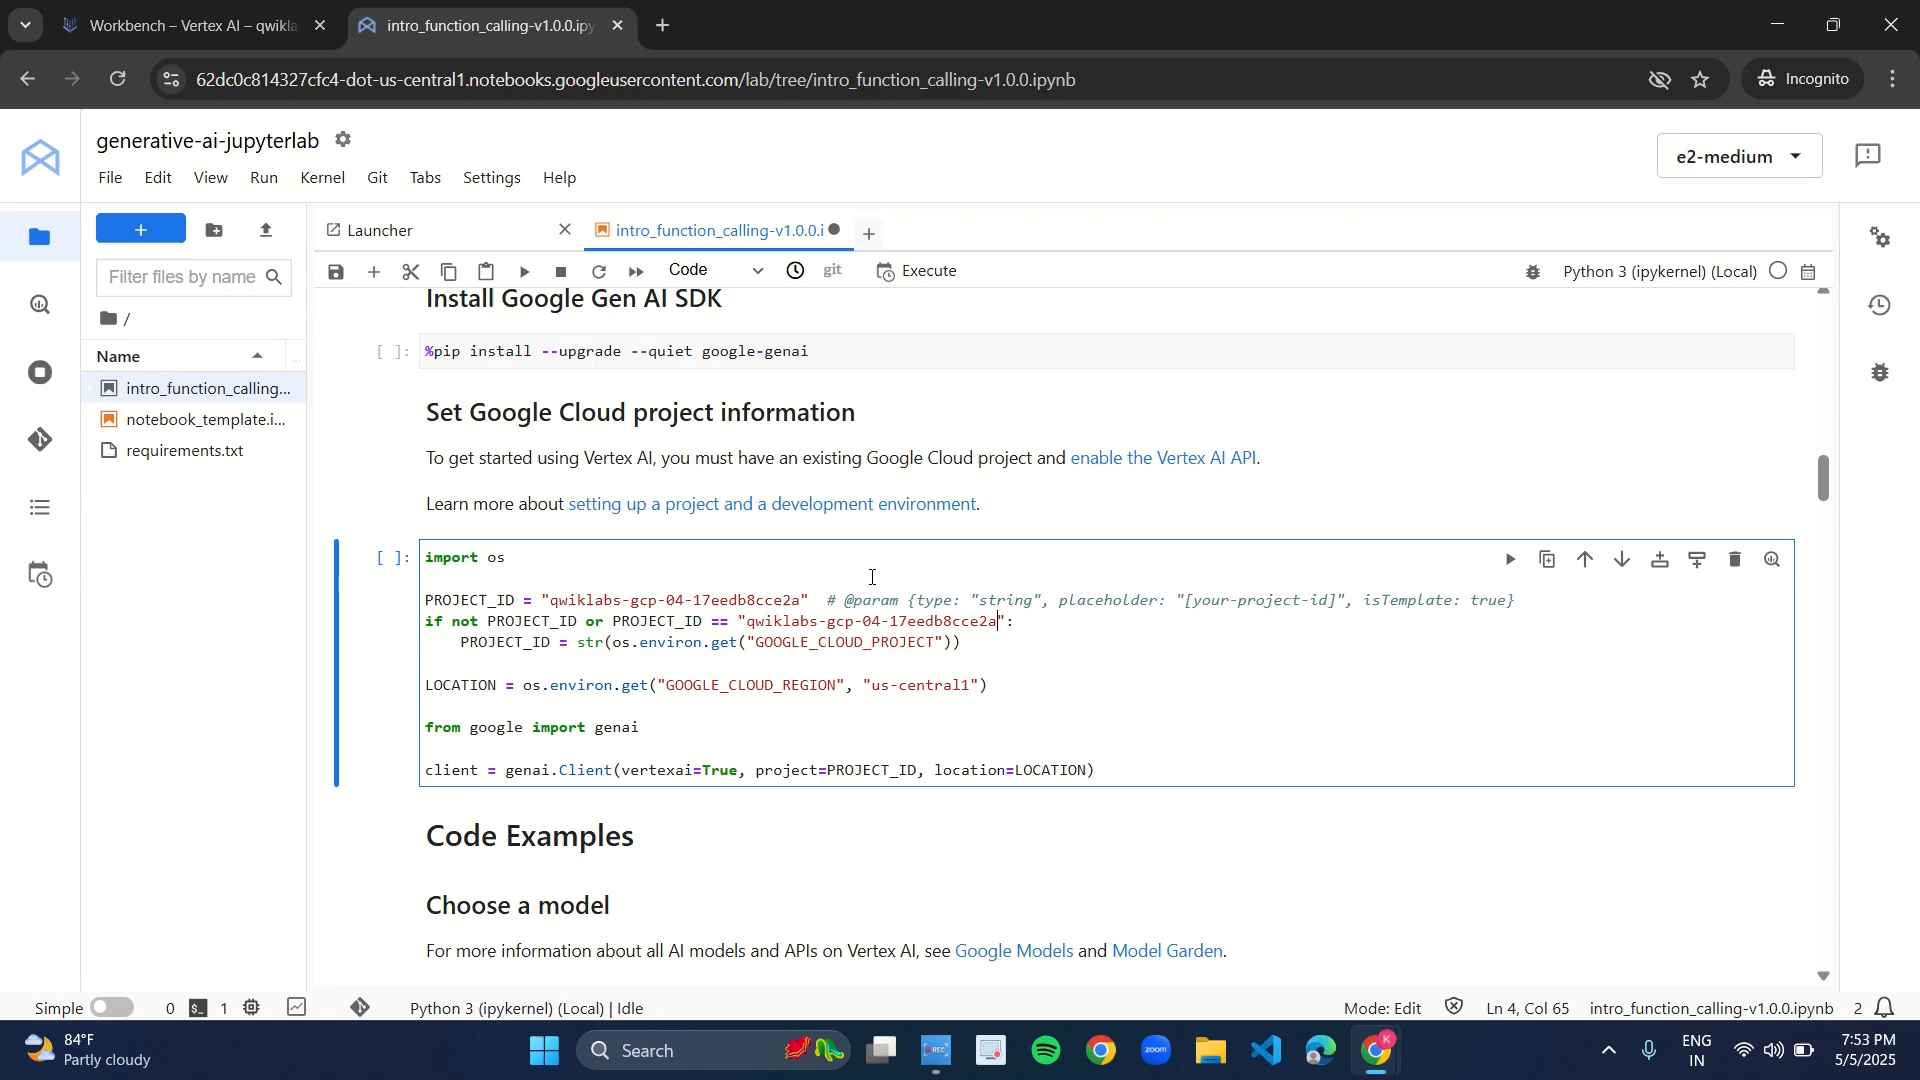 Workbench – Vertex AI – qwikla
intro_function_calling-v1.0.0.ipy
62dc0c814327cfc4-dot-us-central1.notebooks.googleusercontent.com/lab/tree/intro_function_calling-v1.0.0.ipynb
Incognito
generative-ai-jupyterlab
e2-medium
File Edit View Run Kernel Git Tabs Settings Help
Launcher
intro_function_calling-v1.0.0.i
Code
git
Execute
Python 3 (ipykernel) (Local)
Filter files by name
/
Name
intro_function_calling...
notebook_template.i...
requirements.txt
Install Google Gen AI SDK
[ ]: %pip install --upgrade --quiet google-genai
Set Google Cloud project information
To get started using Vertex AI, you must have an existing Google Cloud project and enable the Vertex AI API.
Learn more about setting up a project and a development environment.
[ ]: import os
PROJECT_ID = "qwiklabs-gcp-04-17eedb8cce2a" # @param {type: "string", placeholder: "[your-project-id]", isTemplate: true}
if not PROJECT_ID or PROJECT_ID == "qwiklabs-gcp-04-17eedb8cce2a":
PROJECT_ID = str(os.environ.get("GOOGLE_CLOUD_PROJECT"))
LOCATION = os.environ.get("GOOGLE_CLOUD_REGION", "us-central1")
from google import genai
client = genai.Client(vertexai=True, project=PROJECT_ID, location=LOCATION)
Code Examples
Choose a model
For more information about all AI models and APIs on Vertex AI, see Google Models and Model Garden.
Simple 0 1 Python 3 (ipykernel) (Local) | Idle Mode: Edit Ln 4, Col 65 intro_function_calling-v1.0.0.ipynb 2
84°F
Partly cloudy
Search
REC
zoom
K
ENG
IN
7:53 PM
5/5/2025